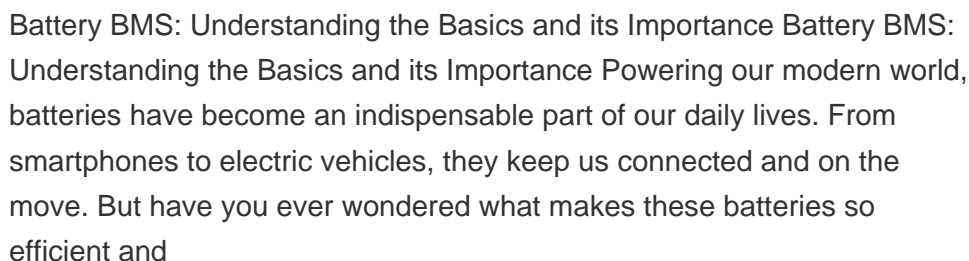 Battery BMS: Understanding the Basics and its Importance Battery BMS:
Understanding the Basics and its Importance Powering our modern world,
batteries have become an indispensable part of our daily lives. From
smartphones to electric vehicles, they keep us connected and on the
move. But have you ever wondered what makes these batteries so
efficient and